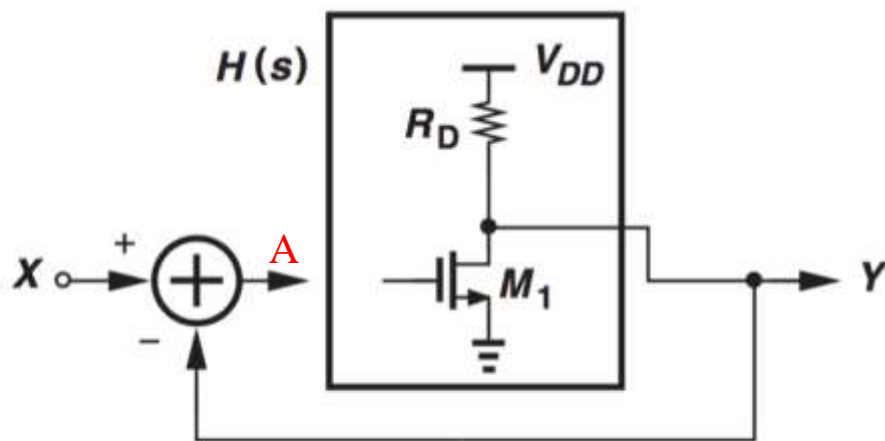 H(s)
V_DD
R_D
A
X
+
+
−
M_1
Y